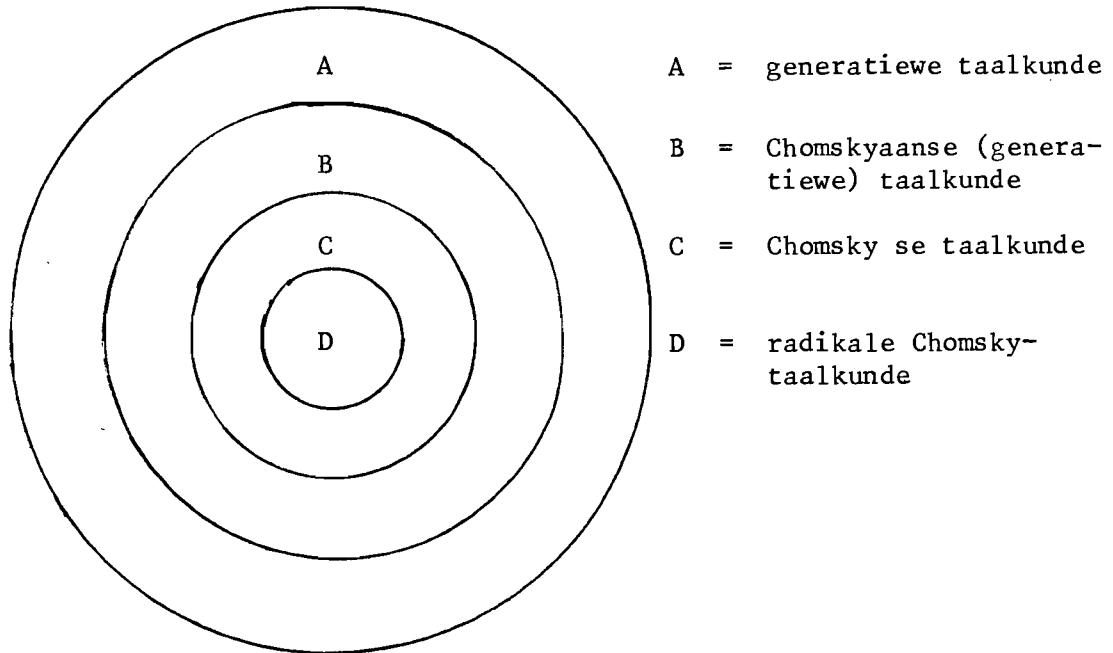 A
B
C
D
A = generatiewe taalkunde
B = Chomskyaanse (genera-
tiewe) taalkunde
C = Chomsky se taalkunde
D = radikale Chomsky-
taalkunde